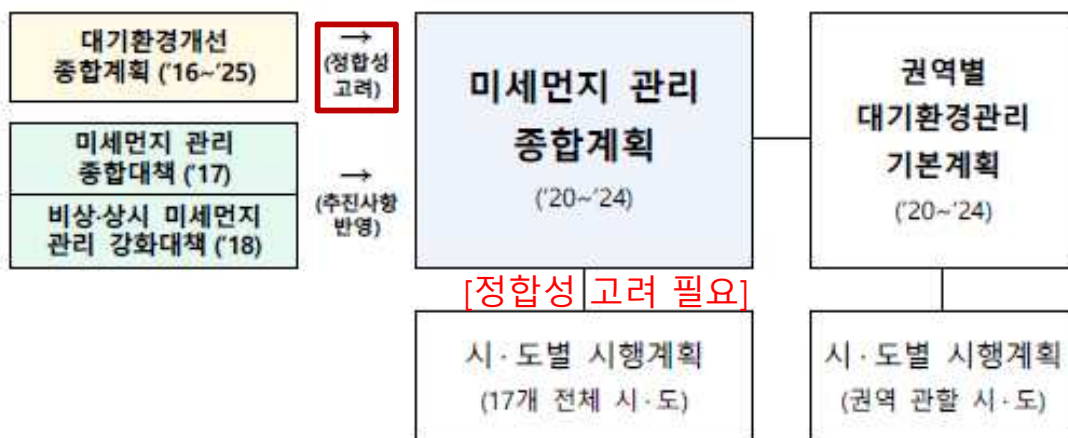 대기환경개선
종합계획 ('16~'25)
→
(정합성
고려)
미세먼지 관리
종합대책 ('17)
비상·상시 미세먼지
관리 강화대책 ('18)
→
(추진사항
반영)
미세먼지 관리
종합계획
('20~'24)
권역별
대기환경관리
기본계획
('20~'24)
[정합성 고려 필요]
시·도별 시행계획
(17개 전체 시·도)
시·도별 시행계획
(권역 관할 시·도)